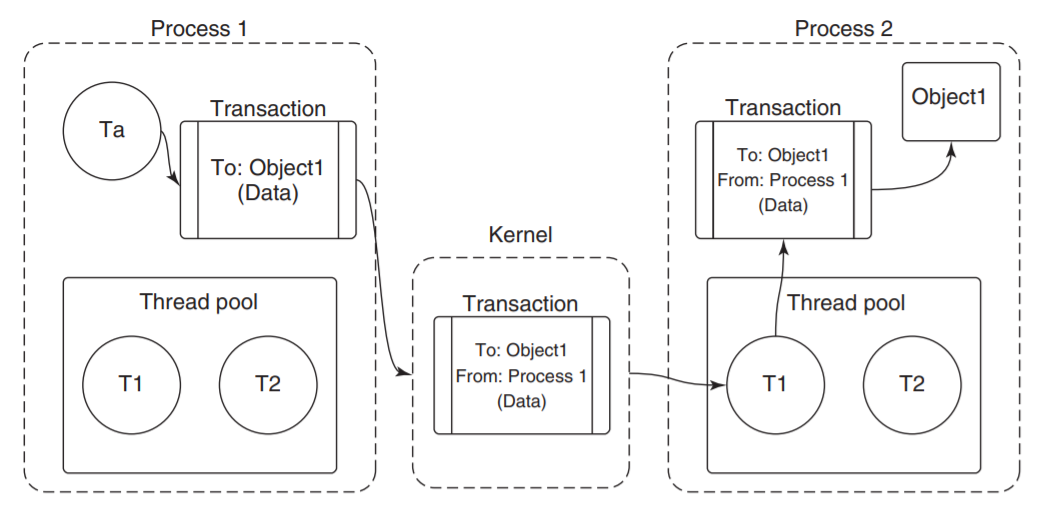 Process 1
Ta
Transaction
To: Object1
(Data)
Thread pool
T1
T2
Kernel
Transaction
To: Object1
From: Process 1
(Data)
Process 2
Transaction
To: Object1
From: Process 1
(Data)
Object1
Thread pool
T1
T2